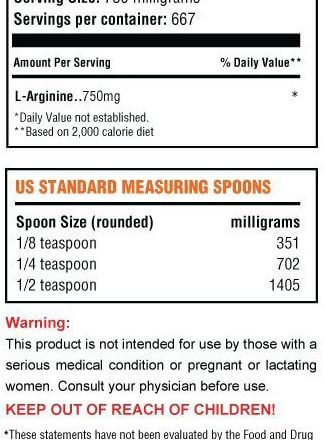 Serving Size: 750 milligrams
Servings per container: 667
Amount Per Serving % Daily Value**
L-Arginine..750mg *
*Daily Value not established.
**Based on 2,000 calorie diet
US STANDARD MEASURING SPOONS
Spoon Size (rounded) milligrams
1/8 teaspoon 351
1/4 teaspoon 702
1/2 teaspoon 1405
Warning:
This product is not intended for use by those with a
serious medical condition or pregnant or lactating
women. Consult your physician before use.
KEEP OUT OF REACH OF CHILDREN!
*These statements have not been evaluated by the Food and Drug